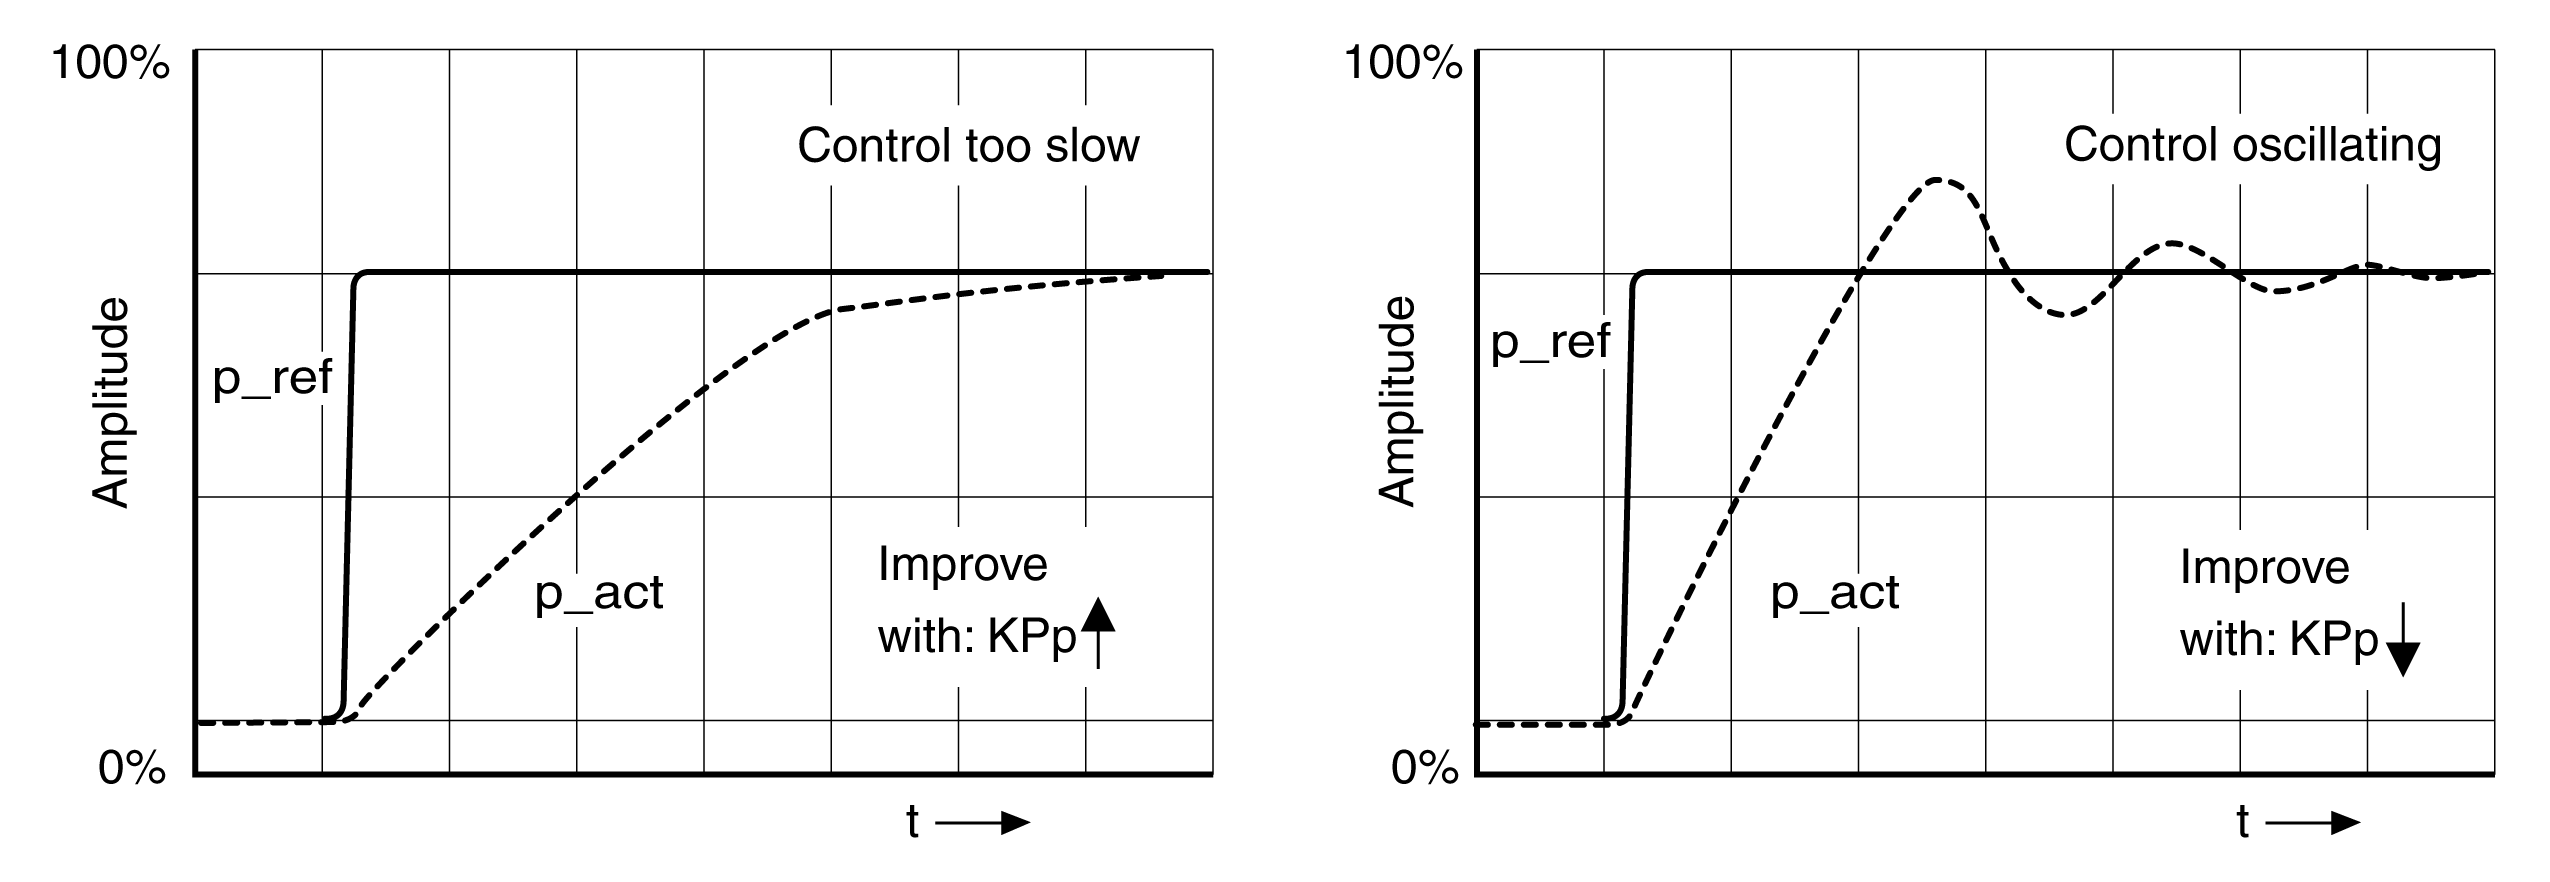 100%
Control too slow
p_ref
Amplitude
Improve
p_act
with: KPp
0%
t
100%
Control oscillating
p_ref
Amplitude
Improve
p_act
with: KPp
0%
t